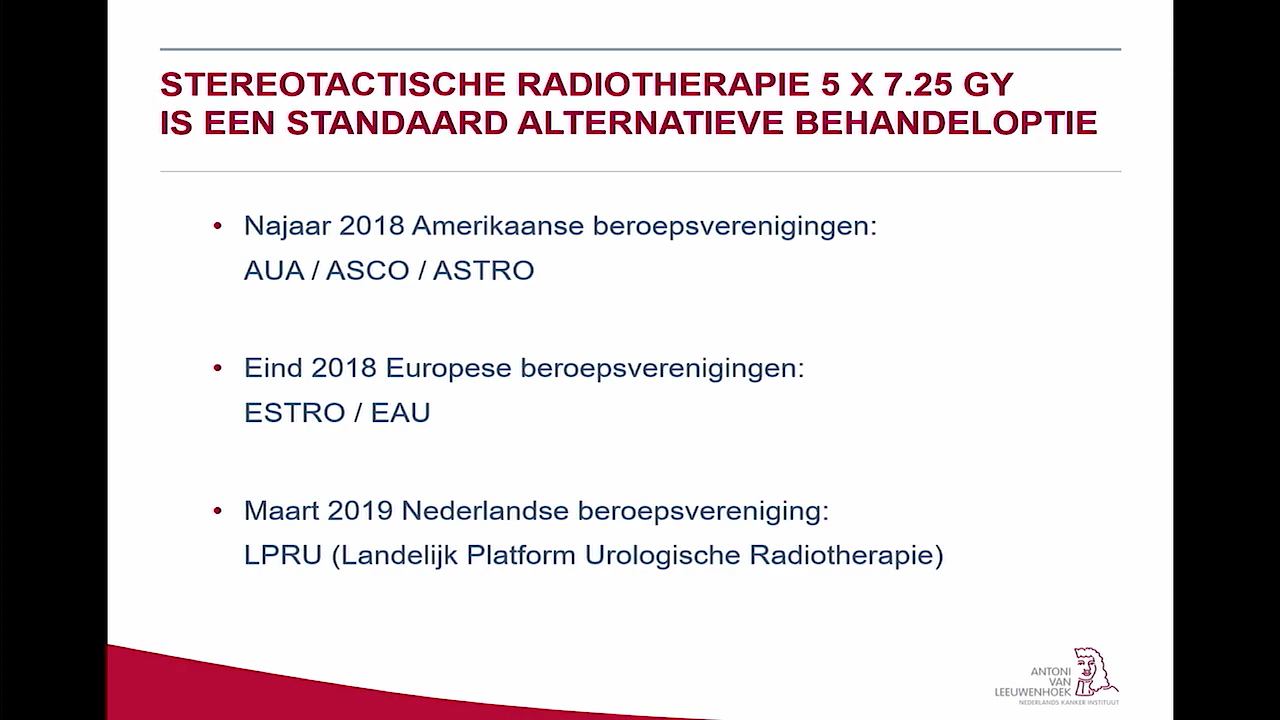 STEREOTACTISCHE RADIOTHERAPIE 5 X 7.25 GY
IS EEN STANDAARD ALTERNATIEVE BEHANDELOPTIE
• Najaar 2018 Amerikaanse beroepsverenigingen:
AUA / ASCO / ASTRO
• Eind 2018 Europese beroepsverenigingen:
ESTRO / EAU
• Maart 2019 Nederlandse beroepsvereniging:
LPRU (Landelijk Platform Urologische Radiotherapie)
ANTONI
VAN
LEEUWENHOEK
NEDERLANDS KANKER INSTITUUT